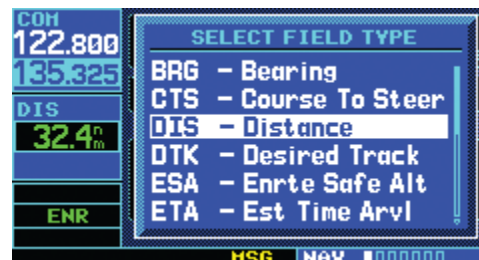 COM
122.800
135.325
DIS
32.4nm
ENR
SELECT FIELD TYPE
BRG – Bearing
CTS – Course To Steer
DIS – Distance
DTK – Desired Track
ESA – Enrte Safe Alt
ETA – Est Time Arvl
MSG NAV